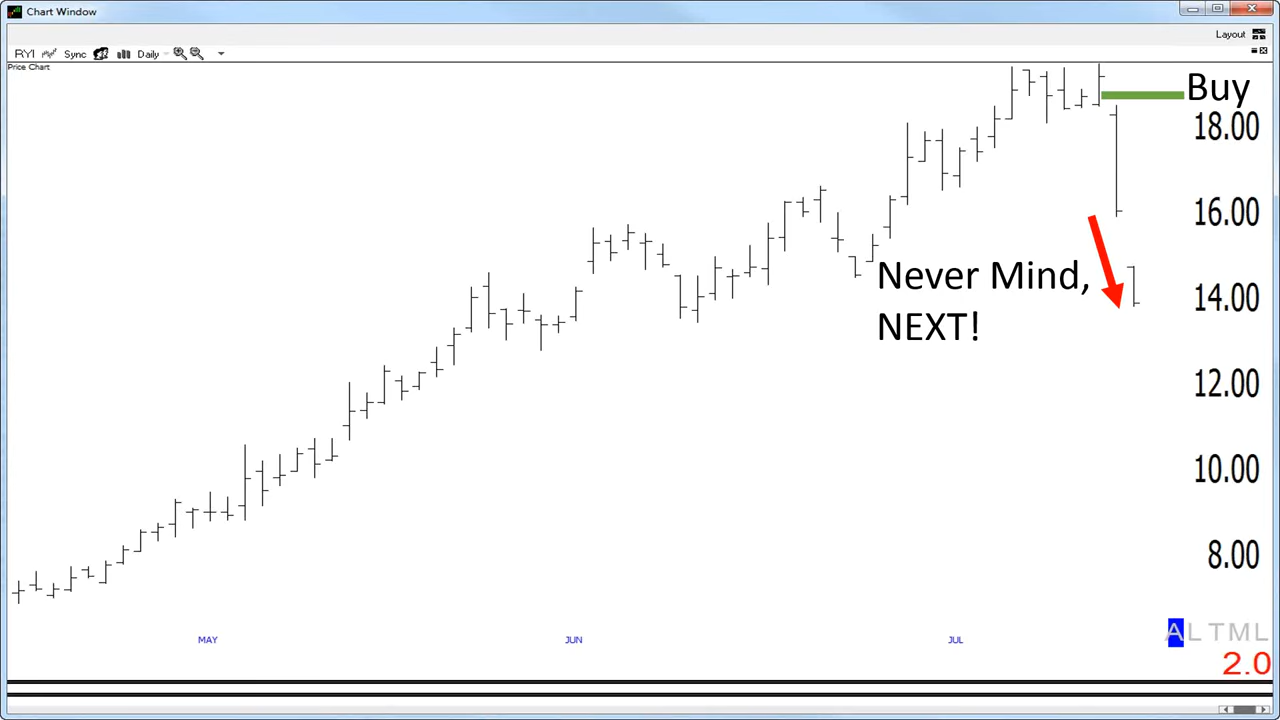 Chart Window
Layout
RYI Sync Daily
Price Chart
Buy
18.00
16.00
Never Mind,
NEXT!
14.00
12.00
10.00
8.00
MAY JUN JUL
ALTML
2.0